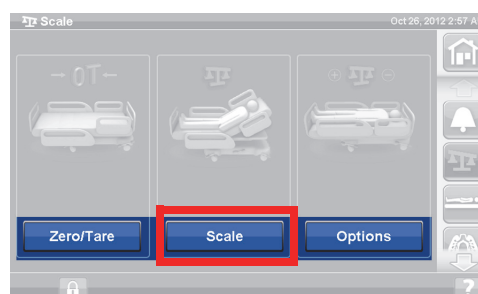 Scale Oct 26, 2012 2:57 A
→ 0T ←
Zero/Tare Scale Options
?